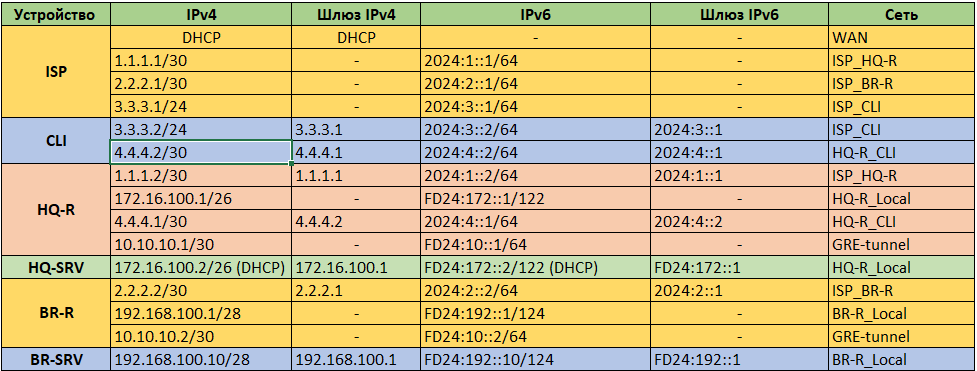 Устройство IPv4 Шлюз IPv4 IPv6 Шлюз IPv6 Сеть
ISP DHCP DHCP - - WAN
1.1.1.1/30 - 2024:1::1/64 - ISP_HQ-R
2.2.2.1/30 - 2024:2::1/64 - ISP_BR-R
3.3.3.1/24 - 2024:3::1/64 - ISP_CLI
CLI 3.3.3.2/24 3.3.3.1 2024:3::2/64 2024:3::1 ISP_CLI
4.4.4.2/30 4.4.4.1 2024:4::2/64 2024:4::1 HQ-R_CLI
HQ-R 1.1.1.2/30 1.1.1.1 2024:1::2/64 2024:1::1 ISP_HQ-R
172.16.100.1/26 - FD24:172::1/122 - HQ-R_Local
4.4.4.1/30 4.4.4.2 2024:4::1/64 2024:4::2 HQ-R_CLI
10.10.10.1/30 - FD24:10::1/64 - GRE-tunnel
HQ-SRV 172.16.100.2/26 (DHCP) 172.16.100.1 FD24:172::2/122 (DHCP) FD24:172::1 HQ-R_Local
BR-R 2.2.2.2/30 2.2.2.1 2024:2::2/64 2024:2::1 ISP_BR-R
192.168.100.1/28 - FD24:192::1/124 - BR-R_Local
10.10.10.2/30 - FD24:10::2/64 - GRE-tunnel
BR-SRV 192.168.100.10/28 192.168.100.1 FD24:192::10/124 FD24:192::1 BR-R_Local